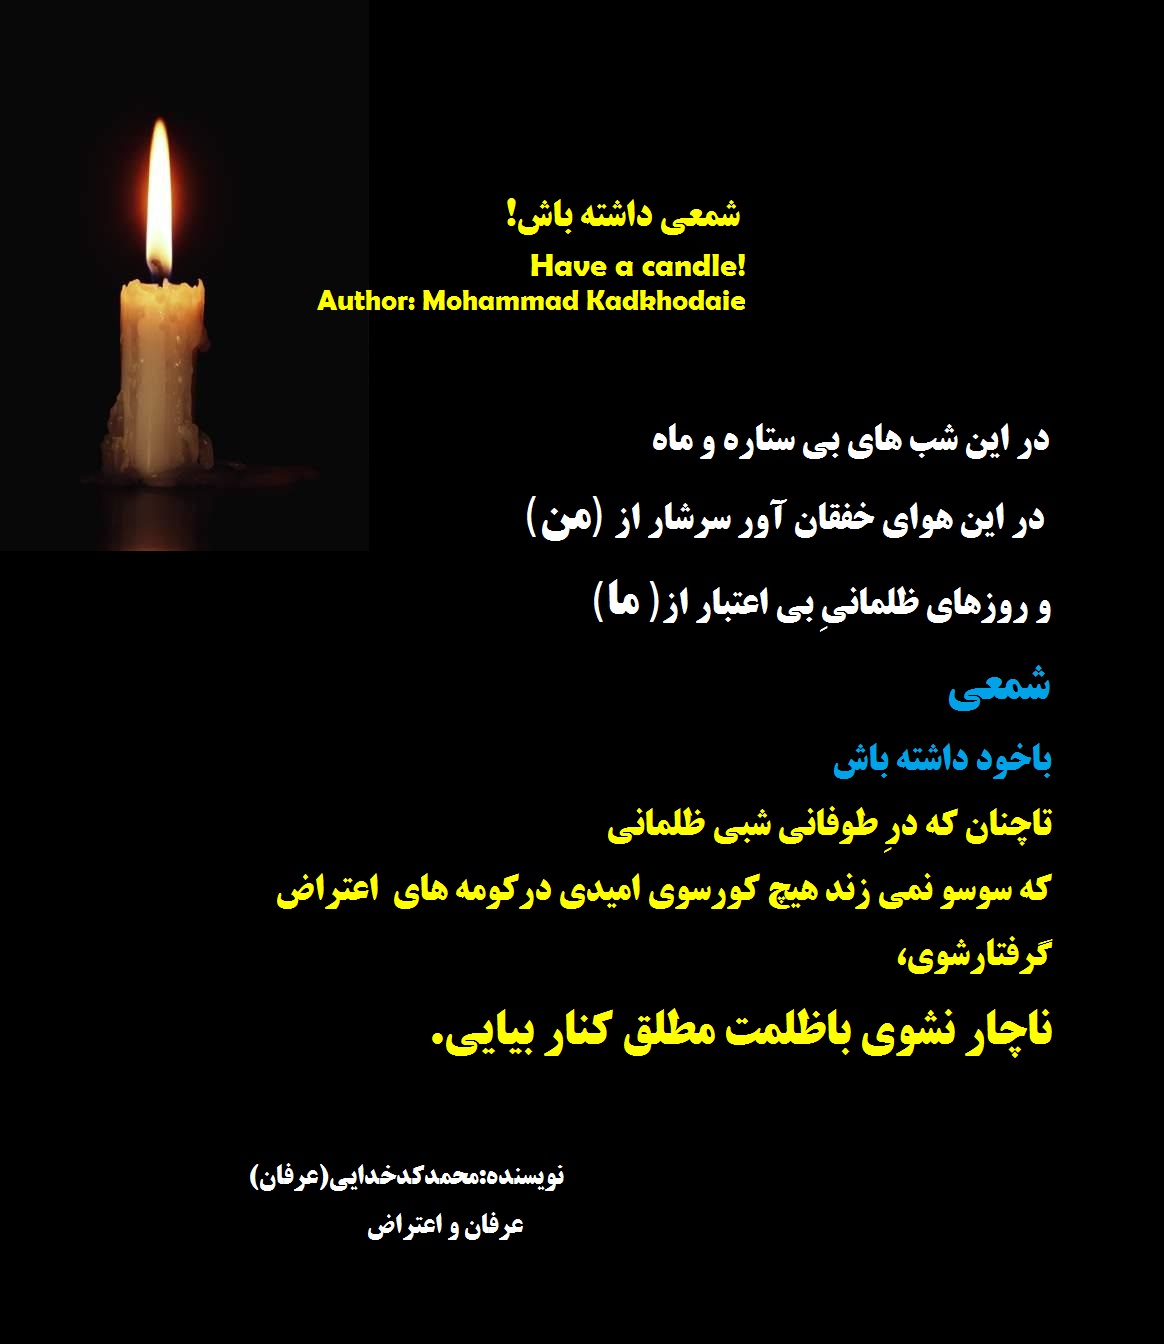 شمعی داشته باش!
Have a candle!
Author: Mohammad Kadkhodaie
در این شب های بی ستاره و ماه
در این هوای خفقان آور سرشار از (من)
و روزهای ظلمانیِ بی اعتبار از( ما)
شمعی
باخود داشته باش
تاچنان که درِ طوفانی شبی ظلمانی
که سوسو نمی زند هیچ کورسوی امیدی درکومه های اعتراض
گرفتارشوی،
ناچار نشوی باظلمت مطلق کنار بیایی.
نویسنده:محمدکدخدایی(عرفان)
عرفان و اعتراض